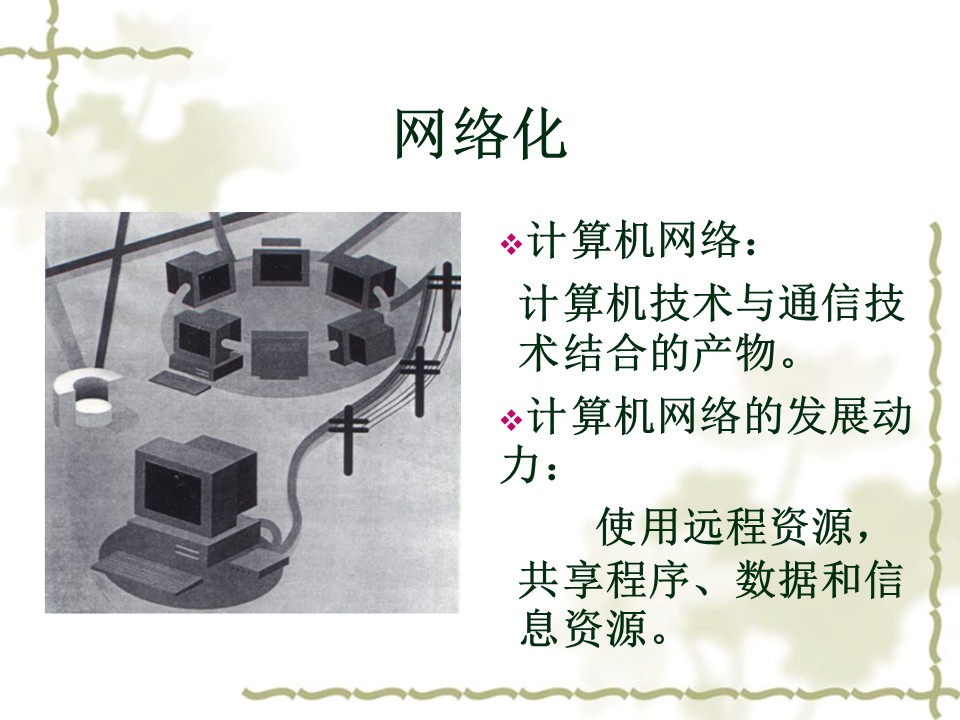 网络化
计算机网络：
计算机技术与通信技
术结合的产物。
计算机网络的发展动
力：
使用远程资源，
共享程序、数据和信
息资源。